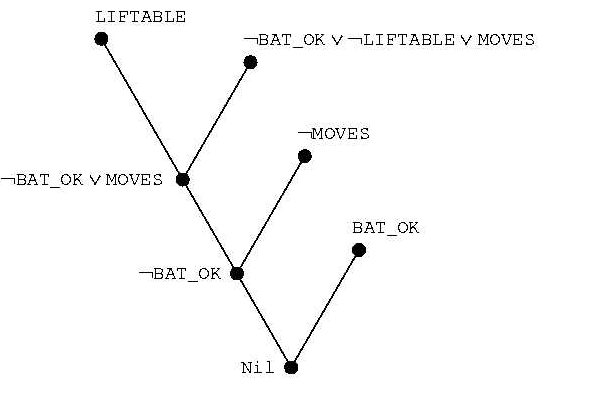 LIFTABLE
¬BAT_OK ∨ ¬LIFTABLE ∨ MOVES
¬MOVES
¬BAT_OK ∨ MOVES
BAT_OK
¬BAT_OK
Nil